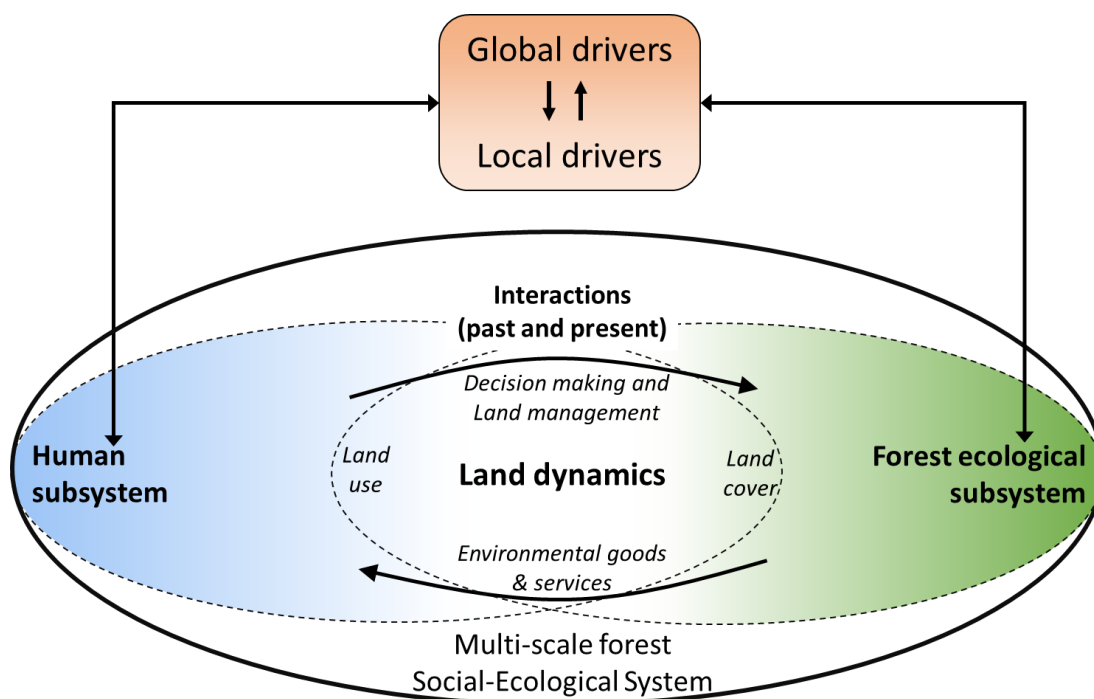 Global drivers
Local drivers
Interactions
(past and present)
Decision making and
Land management
Human
subsystem
Land
use
Land dynamics
Land
cover
Forest ecological
subsystem
Environmental goods
& services
Multi-scale forest
Social-Ecological System